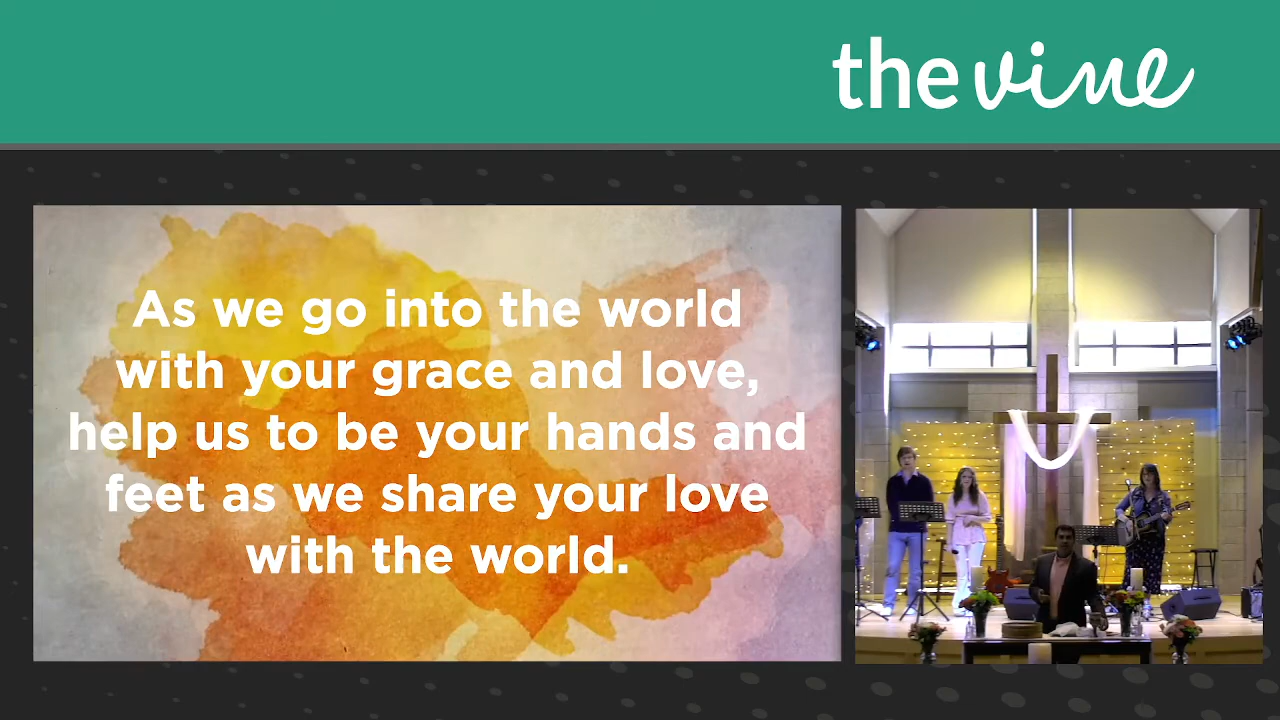 the vine
As we go into the world
with your grace and love,
help us to be your hands and
feet as we share your love
with the world.